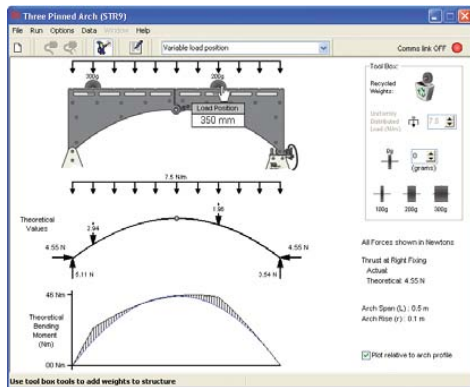 Three Pinned Arch (STR9)
File Run Options Data Window Help
Variable load position
Comms link OFF
300g
200g
Load Position
350 mm
7.5 N/m
Theoretical
Values
2.94
1.96
4.55 N
4.55 N
5.11 N
3.54 N
46 Nm
Theoretical
Bending
Moment
(Nm)
00 Nm
Tool Box:
Recycled
Weights:
Uniformly
Distributed
Load (N/m)
0g
0
(grams)
100g 200g 300g
All Forces shown in Newtons
Thrust at Right Fixing
Actual:
Theoretical: 4.55 N
Arch Span (L) : 0.5 m
Arch Rise (r) : 0.1 m
Plot relative to arch profile
Use tool box tools to add weights to structure